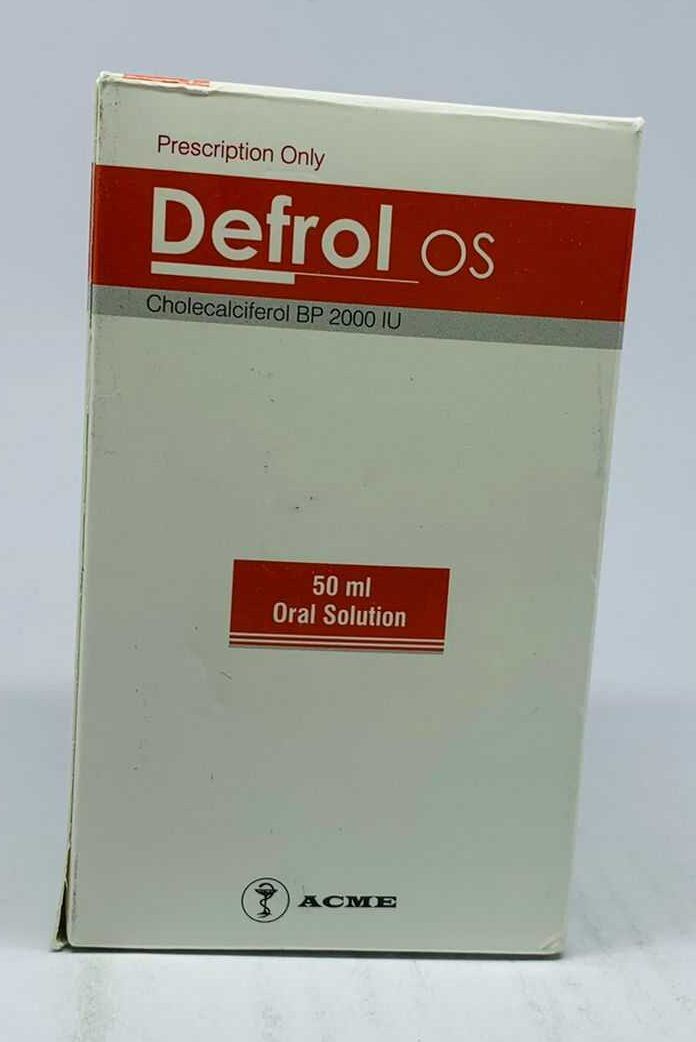 Prescription Only
Defrol OS
Cholecalciferol BP 2000 IU
50 ml
Oral Solution
ACME